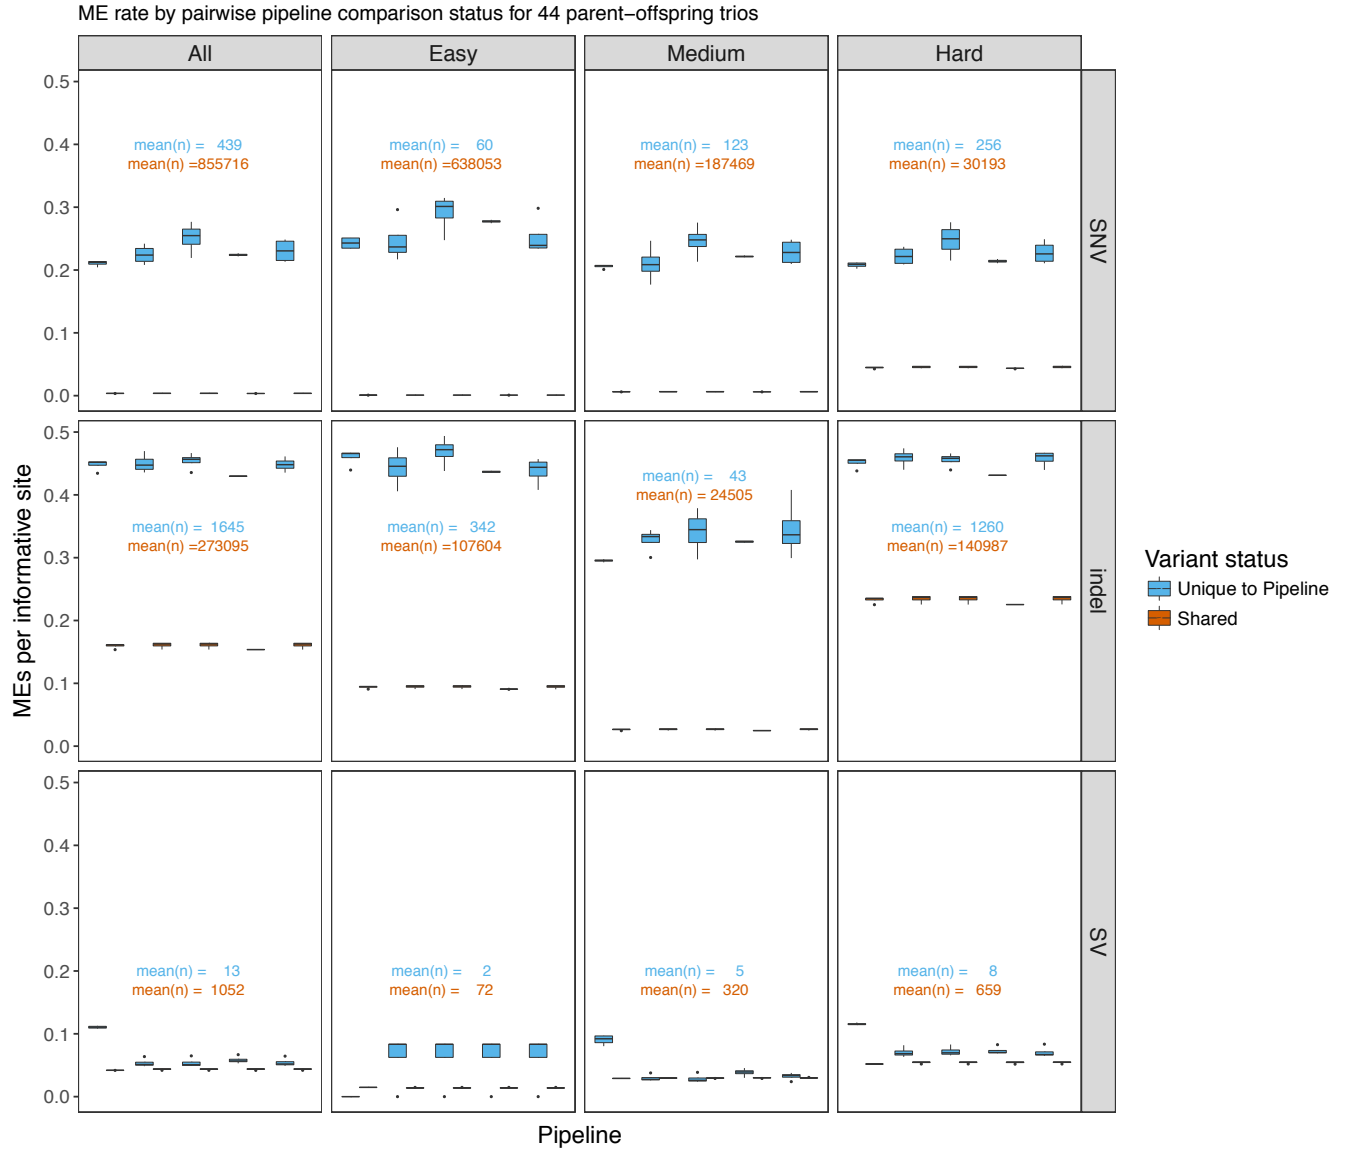 ME rate by pairwise pipeline comparison status for 44 parent−offspring trios
All
Easy
Medium
Hard
0.5
0.4
0.3
0.2
0.1
0.0
mean(n) = 439
mean(n) =855716
mean(n) = 60
mean(n) =638053
mean(n) = 123
mean(n) =187469
mean(n) = 256
mean(n) = 30193
SNV
0.5
0.4
0.3
0.2
0.1
0.0
mean(n) = 1645
mean(n) =273095
mean(n) = 342
mean(n) =107604
mean(n) = 43
mean(n) = 24505
mean(n) = 1260
mean(n) =140987
indel
0.5
0.4
0.3
0.2
0.1
0.0
mean(n) = 13
mean(n) = 1052
mean(n) = 2
mean(n) = 72
mean(n) = 5
mean(n) = 320
mean(n) = 8
mean(n) = 659
SV
MEs per informative site
Pipeline
Variant status
Unique to Pipeline
Shared